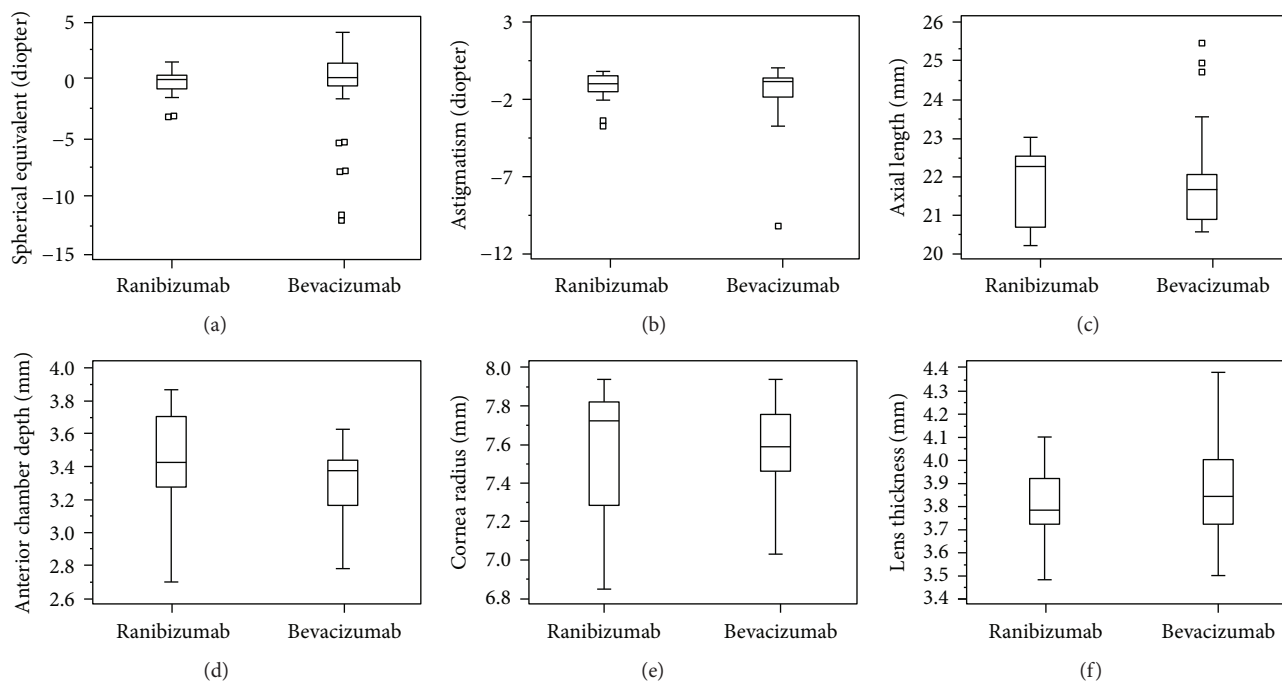 Spherical equivalent (diopter)
5
0
−5
−10
−15
Ranibizumab
Bevacizumab
(a)
Astigmatism (diopter)
3
−2
−7
−12
Ranibizumab
Bevacizumab
(b)
Axial length (mm)
26
25
24
23
22
21
20
Ranibizumab
Bevacizumab
(c)
Anterior chamber depth (mm)
4.0
3.8
3.6
3.4
3.2
3.0
2.8
2.6
Ranibizumab
Bevacizumab
(d)
Cornea radius (mm)
8.0
7.8
7.6
7.4
7.2
7.0
6.8
Ranibizumab
Bevacizumab
(e)
Lens thickness (mm)
4.4
4.3
4.2
4.1
4.0
3.9
3.8
3.7
3.6
3.5
3.4
Ranibizumab
Bevacizumab
(f)